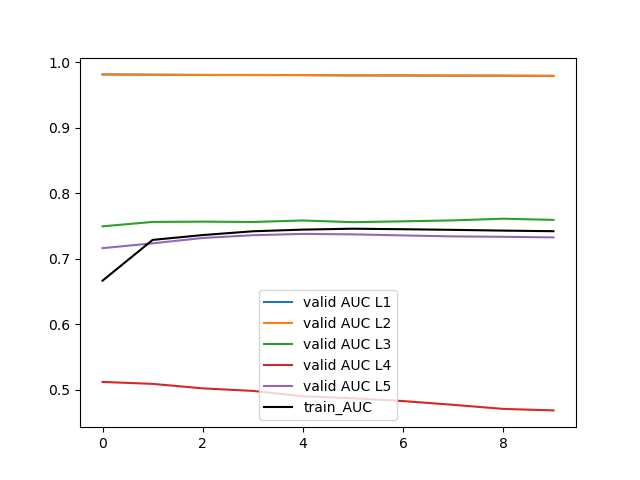 1.0
0.9
0.8
0.7
0.6
0.5
valid AUC L1
valid AUC L2
valid AUC L3
valid AUC L4
valid AUC L5
train_AUC
0 2 4 6 8